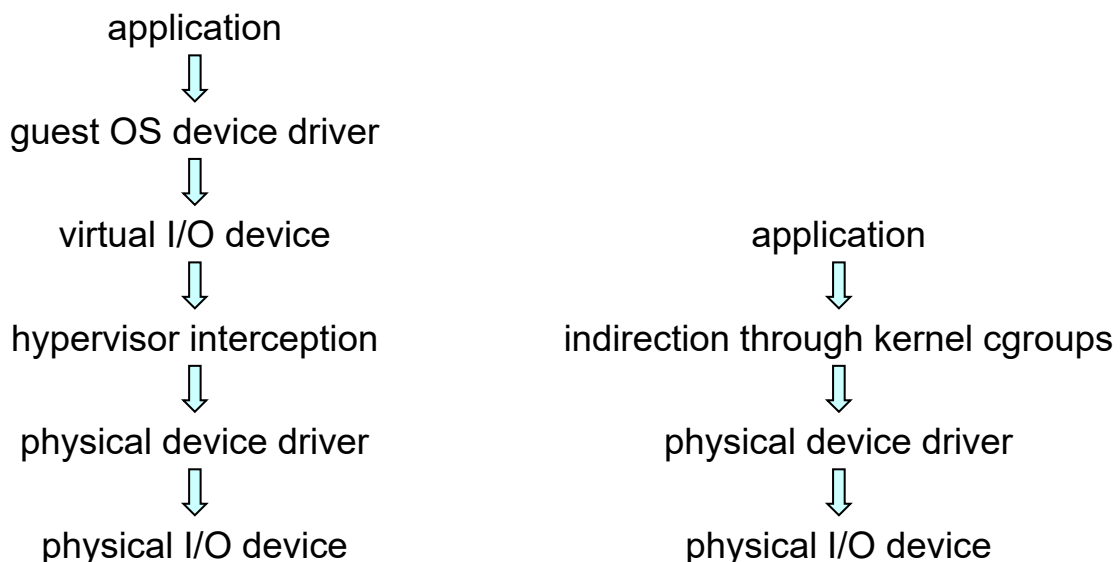 application
guest OS device driver
virtual I/O device
hypervisor interception
physical device driver
physical I/O device
application
indirection through kernel cgroups
physical device driver
physical I/O device